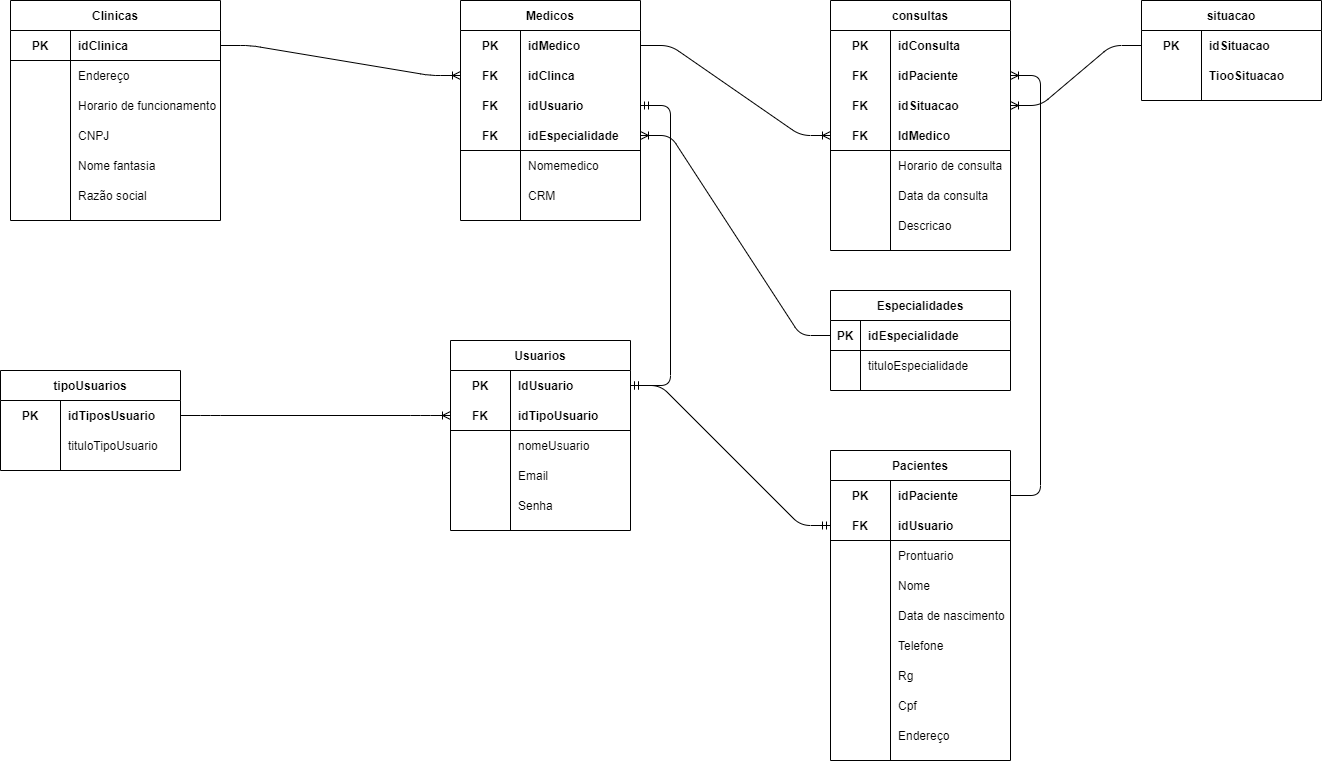 Clinicas
PK idClinica
Endereço
Horario de funcionamento
CNPJ
Nome fantasia
Razão social
Medicos
PK idMedico
FK idClinca
FK idUsuario
FK idEspecialidade
Nomemedico
CRM
consultas
PK idConsulta
FK idPaciente
FK idSituacao
FK IdMedico
Horario de consulta
Data da consulta
Descricao
situacao
PK idSituacao
TiooSituacao
Especialidades
PK idEspecialidade
tituloEspecialidade
tipoUsuarios
PK idTiposUsuario
tituloTipoUsuario
Usuarios
PK IdUsuario
FK idTipoUsuario
nomeUsuario
Email
Senha
Pacientes
PK idPaciente
FK idUsuario
Prontuario
Nome
Data de nascimento
Telefone
Rg
Cpf
Endereço